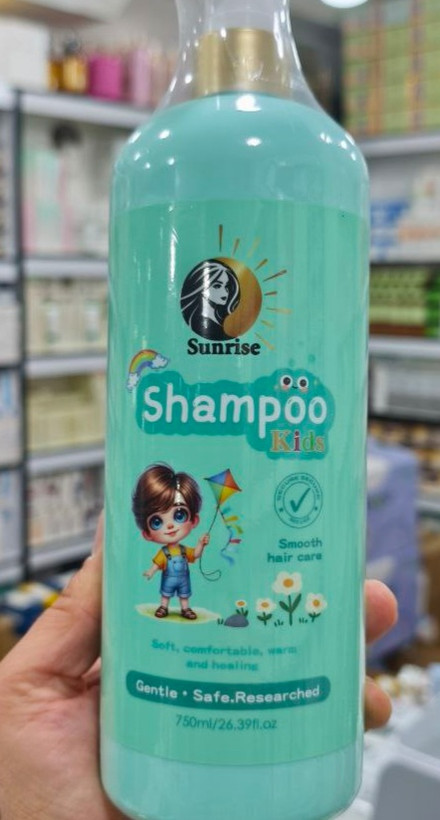 Sunrise
Shampoo
Kids
Smooth
hair care
Soft, comfortable, warm
and healing
Gentle • Safe.Researched
750ml/26.39fl.oz